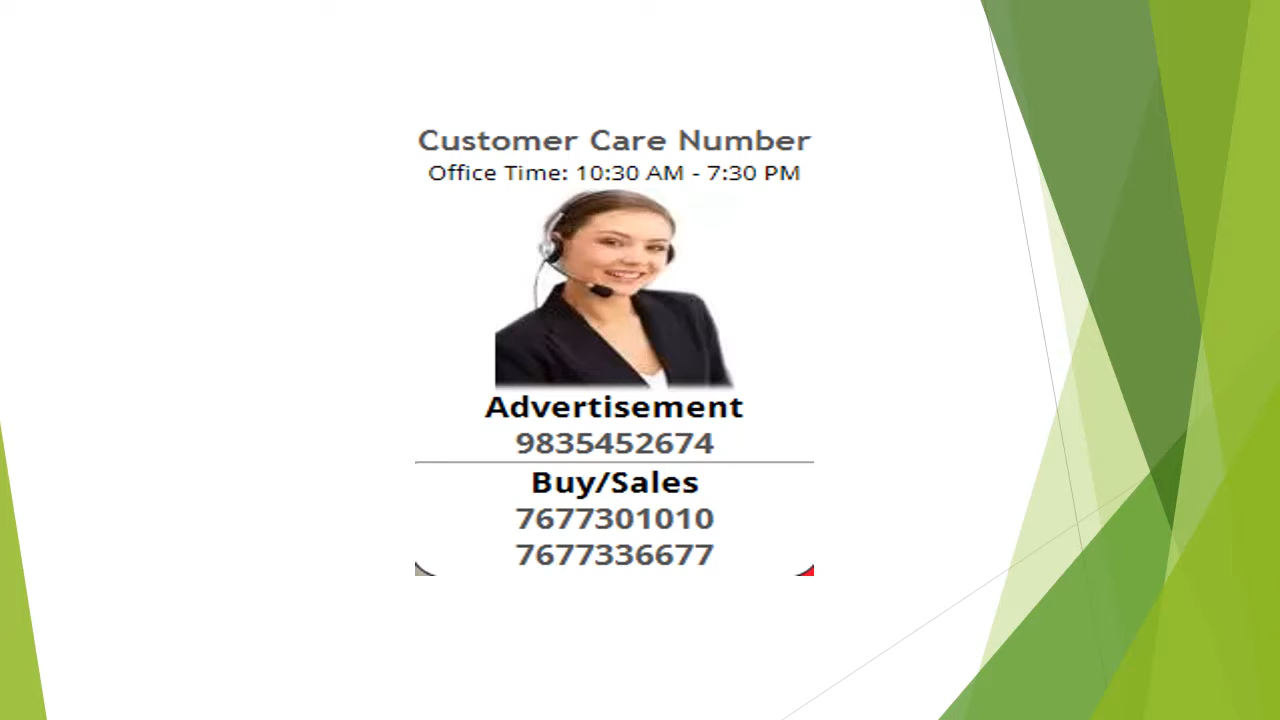 Customer Care Number
Office Time: 10:30 AM - 7:30 PM
Advertisement
9835452674
Buy/Sales
7677301010
7677336677